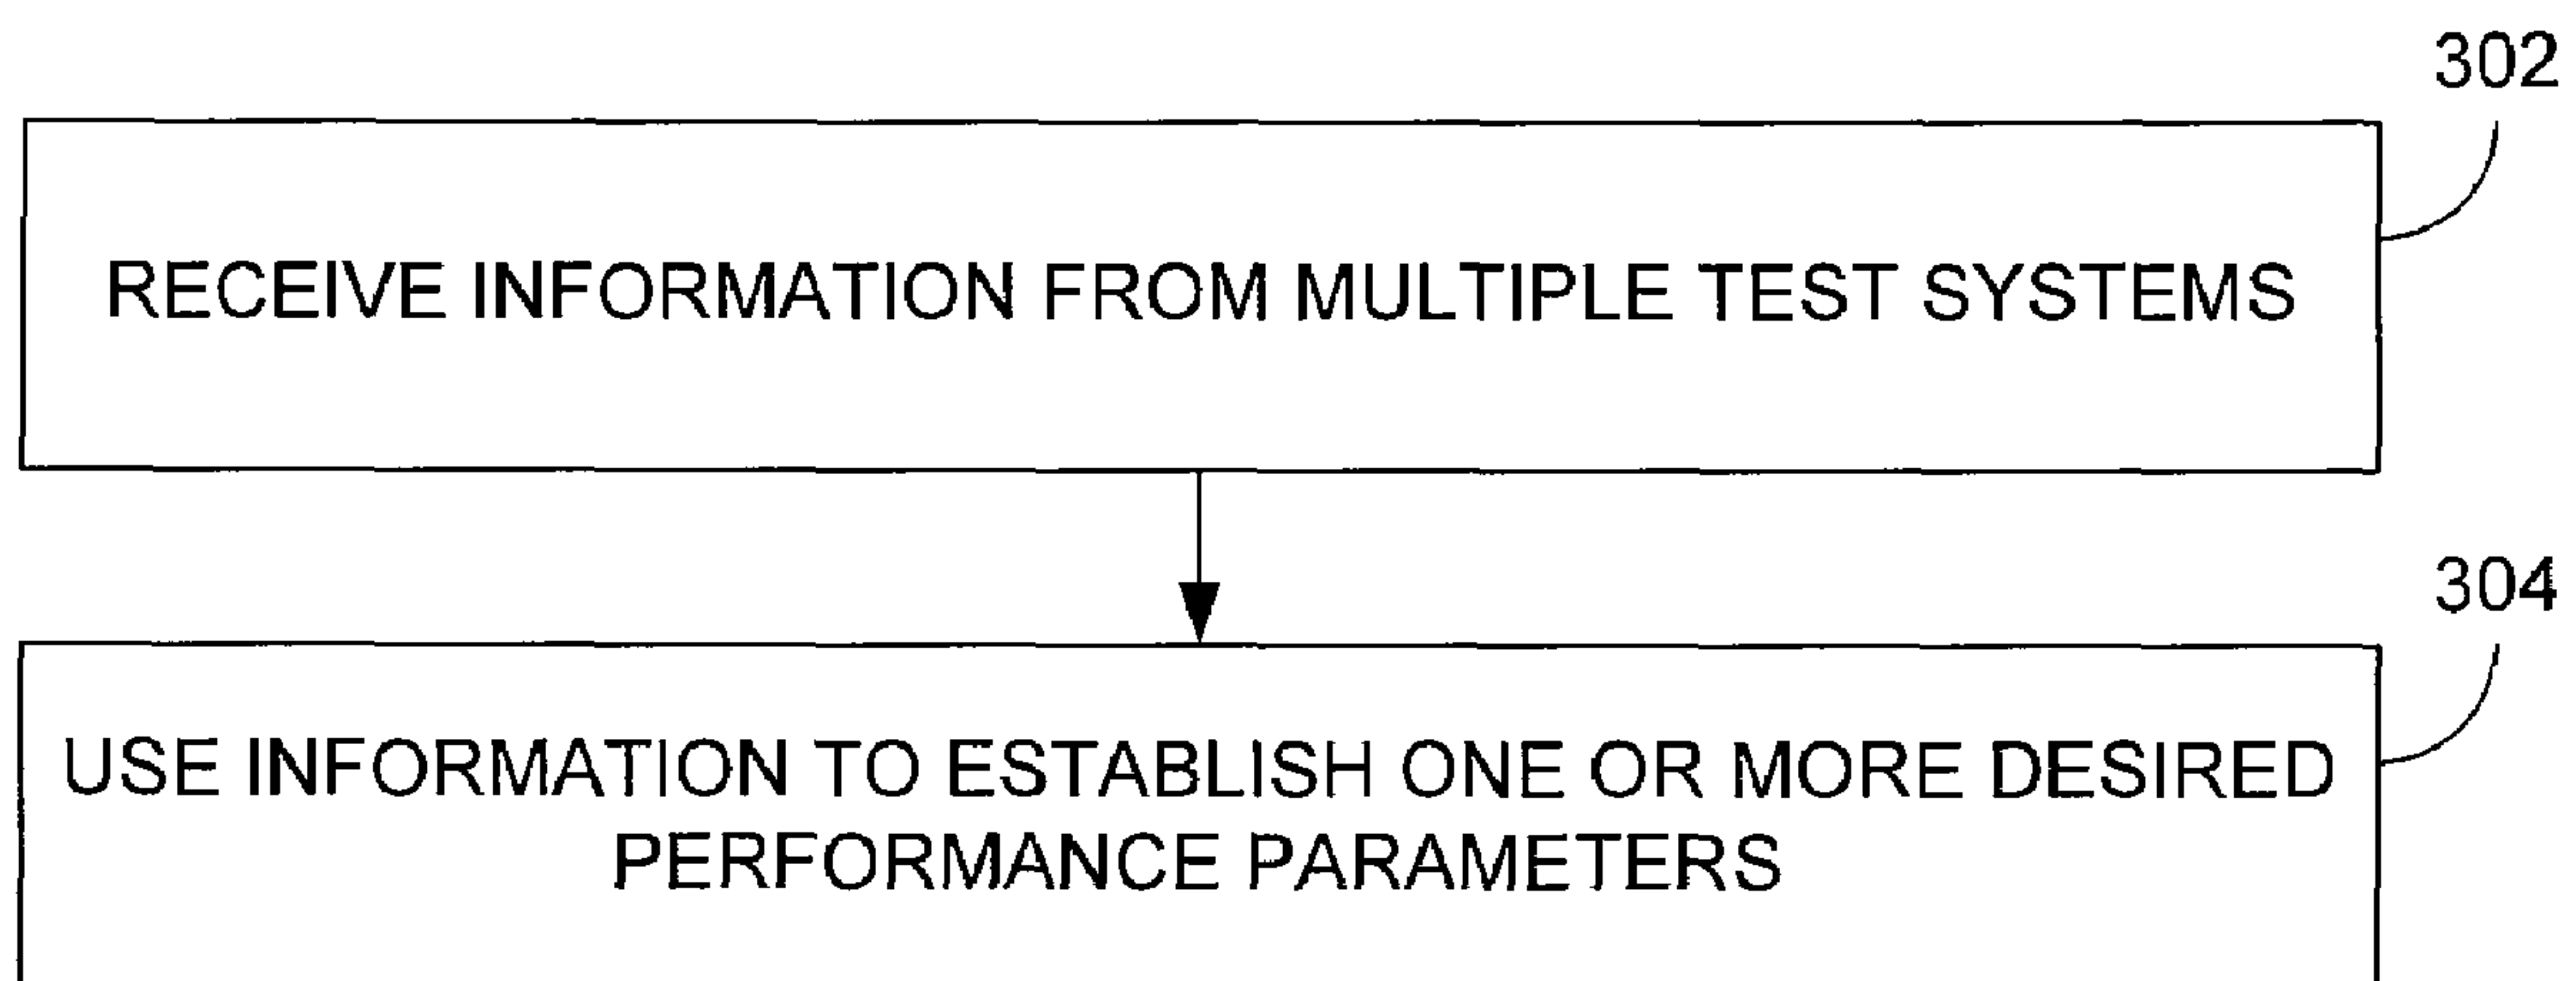 302
RECEIVE INFORMATION FROM MULTIPLE TEST SYSTEMS
304
USE INFORMATION TO ESTABLISH ONE OR MORE DESIRED
PERFORMANCE PARAMETERS